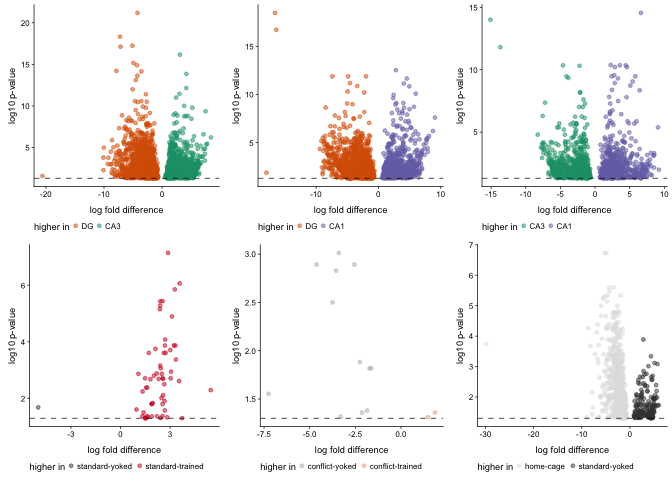 20
15
10
5
log10 p-value
-20
-10
0
log fold difference
higher in DG CA3
15
10
5
log10 p-value
-10
0
10
log fold difference
higher in DG CA1
15
10
5
log10 p-value
-15
-10
-5
0
5
10
log fold difference
higher in CA3 CA1
6
4
2
log10 p-value
-3
0
3
log fold difference
higher in standard-yoked standard-trained
3.0
2.5
2.0
1.5
log10 p-value
-7.5
-5.0
-2.5
0.0
log fold difference
higher in conflict-yoked conflict-trained
7
6
5
4
3
2
log10 p-value
-30
-20
-10
0
log fold difference
higher in home-cage standard-yoked